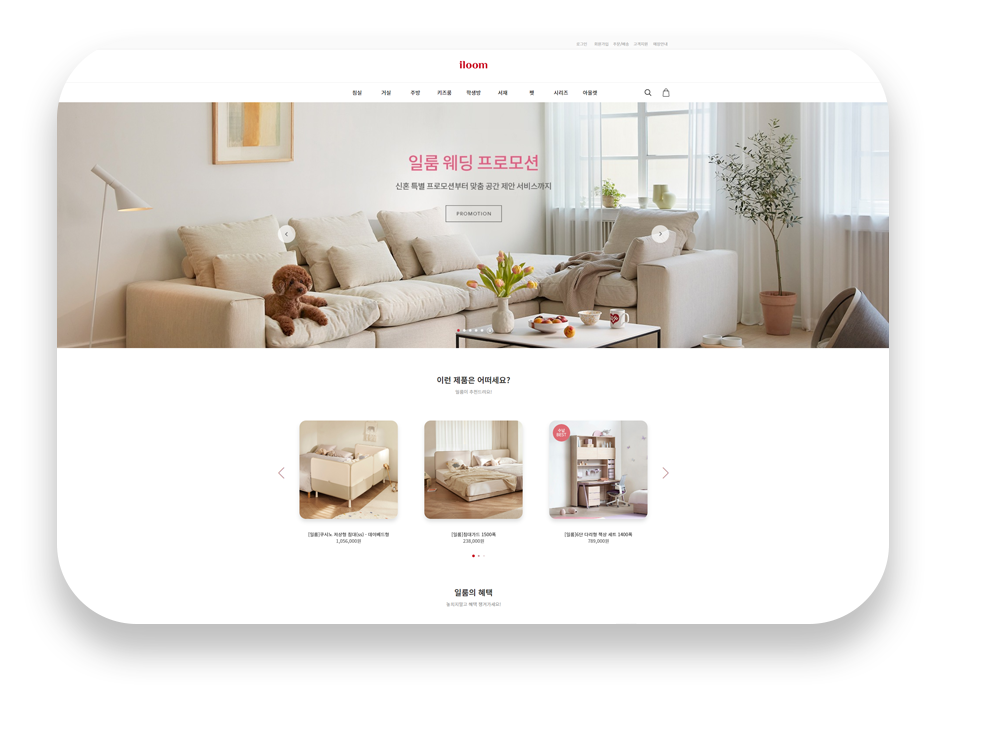 로그인 회원가입 주문/배송 고객지원 매장안내
iloom
침실 거실 주방 키즈룸 학생방 서재 펫 시리즈 아울렛
일룸 웨딩 프로모션
신혼 특별 프로모션부터 맞춤 공간 제안 서비스까지
PROMOTION
이런 제품은 어떠세요?
일룸이 추천드려요!
[일룸]쿠시노 저상형 침대(ss) - 데이베드형
1,056,000원
[일룸]침대가드 1500폭
238,000원
[일룸]6단 다리형 책상 세트 1400폭
780,000원
일룸의 혜택
놓치지말고 혜택 챙겨가세요!